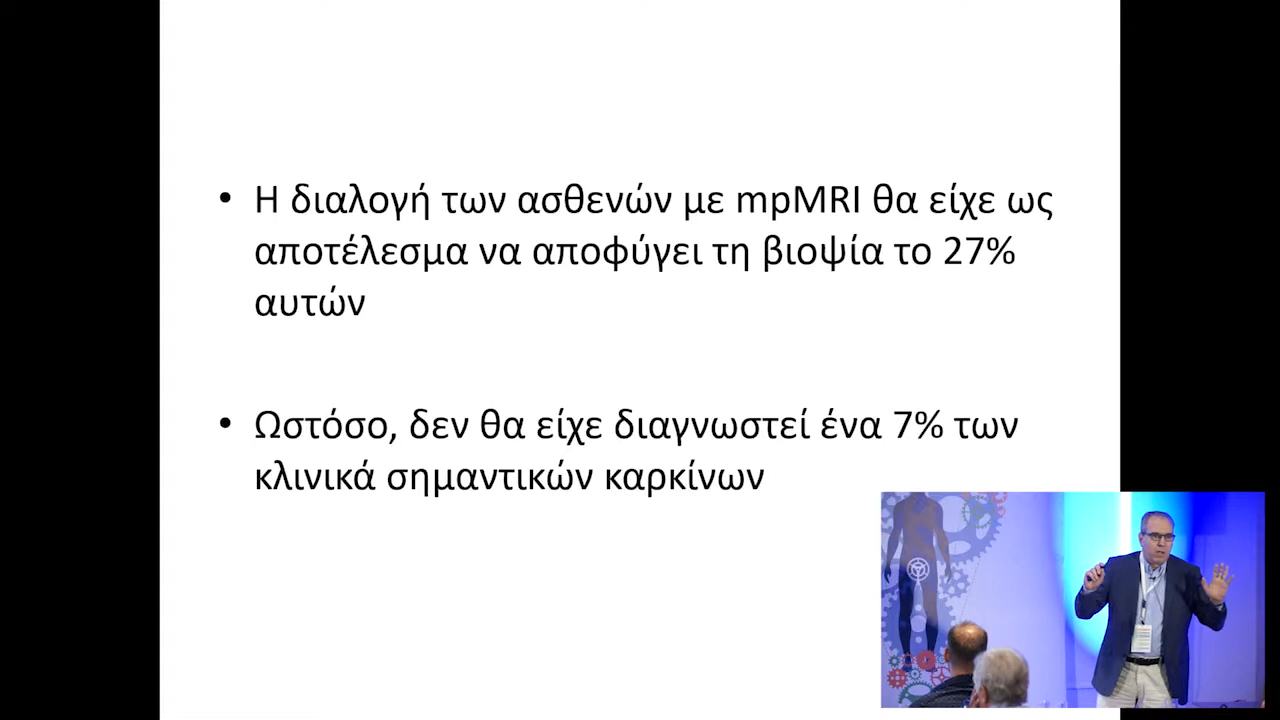 • Η διαλογή των ασθενών με mpMRI θα είχε ως
αποτέλεσμα να αποφύγει τη βιοψία το 27%
αυτών
• Ωστόσο, δεν θα είχε διαγνωστεί ένα 7% των
κλινικά σημαντικών καρκίνων